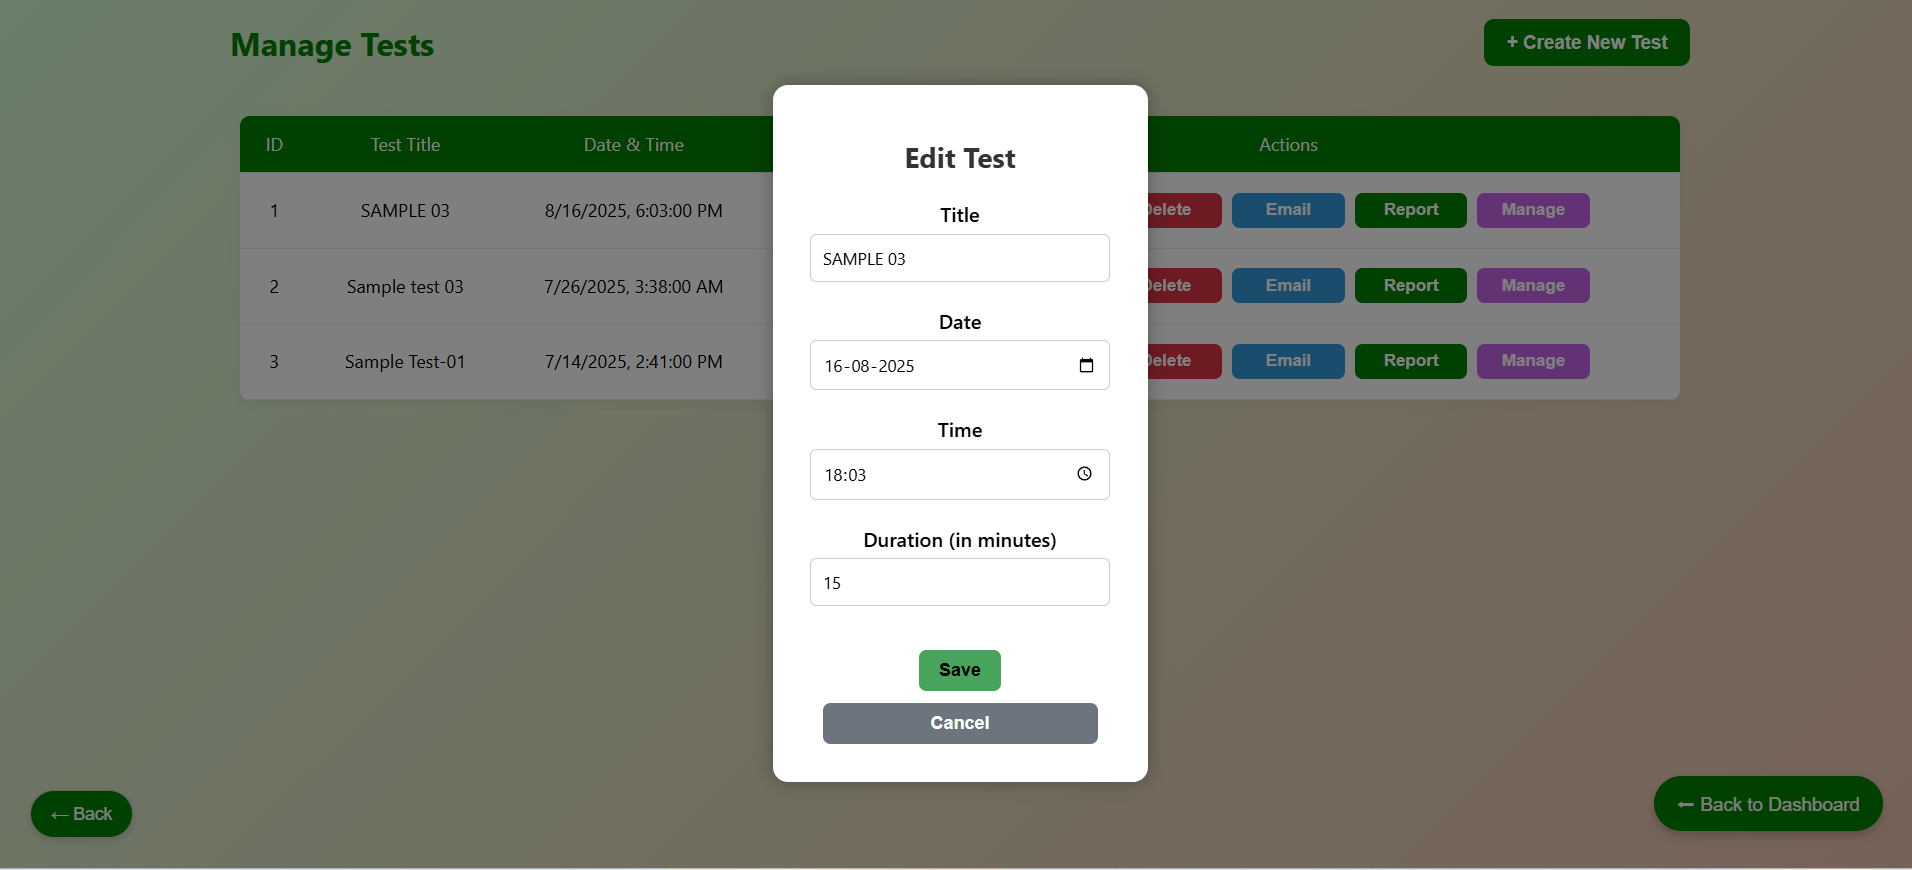 Manage Tests
+ Create New Test
ID Test Title Date & Time Actions
1 SAMPLE 03 8/16/2025, 6:03:00 PM Delete Email Report Manage
2 Sample test 03 7/26/2025, 3:38:00 AM Delete Email Report Manage
3 Sample Test-01 7/14/2025, 2:41:00 PM Delete Email Report Manage
Edit Test
Title
SAMPLE 03
Date
16-08-2025
Time
18:03
Duration (in minutes)
15
Save
Cancel
← Back
← Back to Dashboard